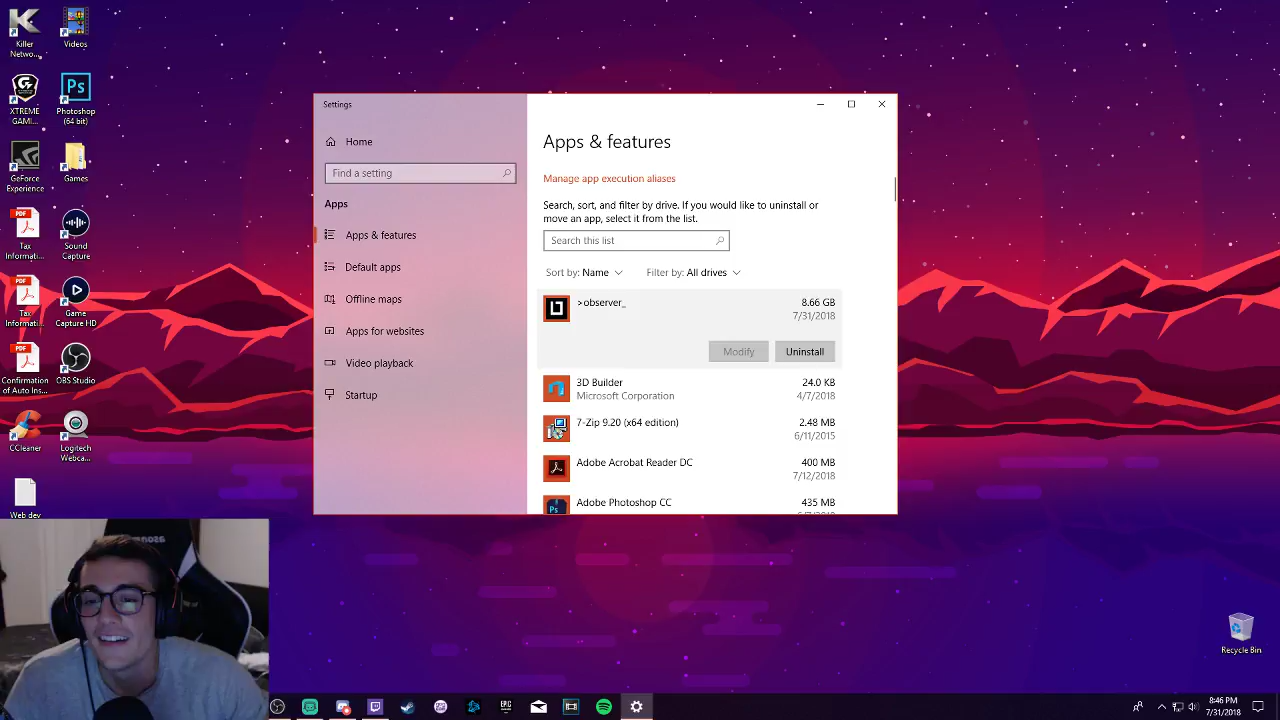 Killer
Netwo...
Videos
XTREME
GAMI...
Ps
Photoshop
(64 bit)
GeForce
Experience
Games
PDF
Tax
Informati...
Sound
Capture
PDF
Tax
Informati...
Game
Capture HD
PDF
Confirmation
of Auto Ins...
OBS Studio
CCleaner
Logitech
Webca...
Web dev
Settings
Home
Find a setting
Apps
Apps & features
Default apps
Offline maps
Apps for websites
Video playback
Startup
Apps & features
Manage app execution aliases
Search, sort, and filter by drive. If you would like to uninstall or
move an app, select it from the list.
Search this list
Sort by: Name
Filter by: All drives
>observer_
8.66 GB
7/31/2018
Modify
Uninstall
3D Builder
24.0 KB
Microsoft Corporation
4/7/2018
7-Zip 9.20 (x64 edition)
2.48 MB
6/11/2015
Adobe Acrobat Reader DC
400 MB
7/12/2018
Adobe Photoshop CC
435 MB
Ps
Recycle Bin
EPIC
8:46 PM
7/31/2018